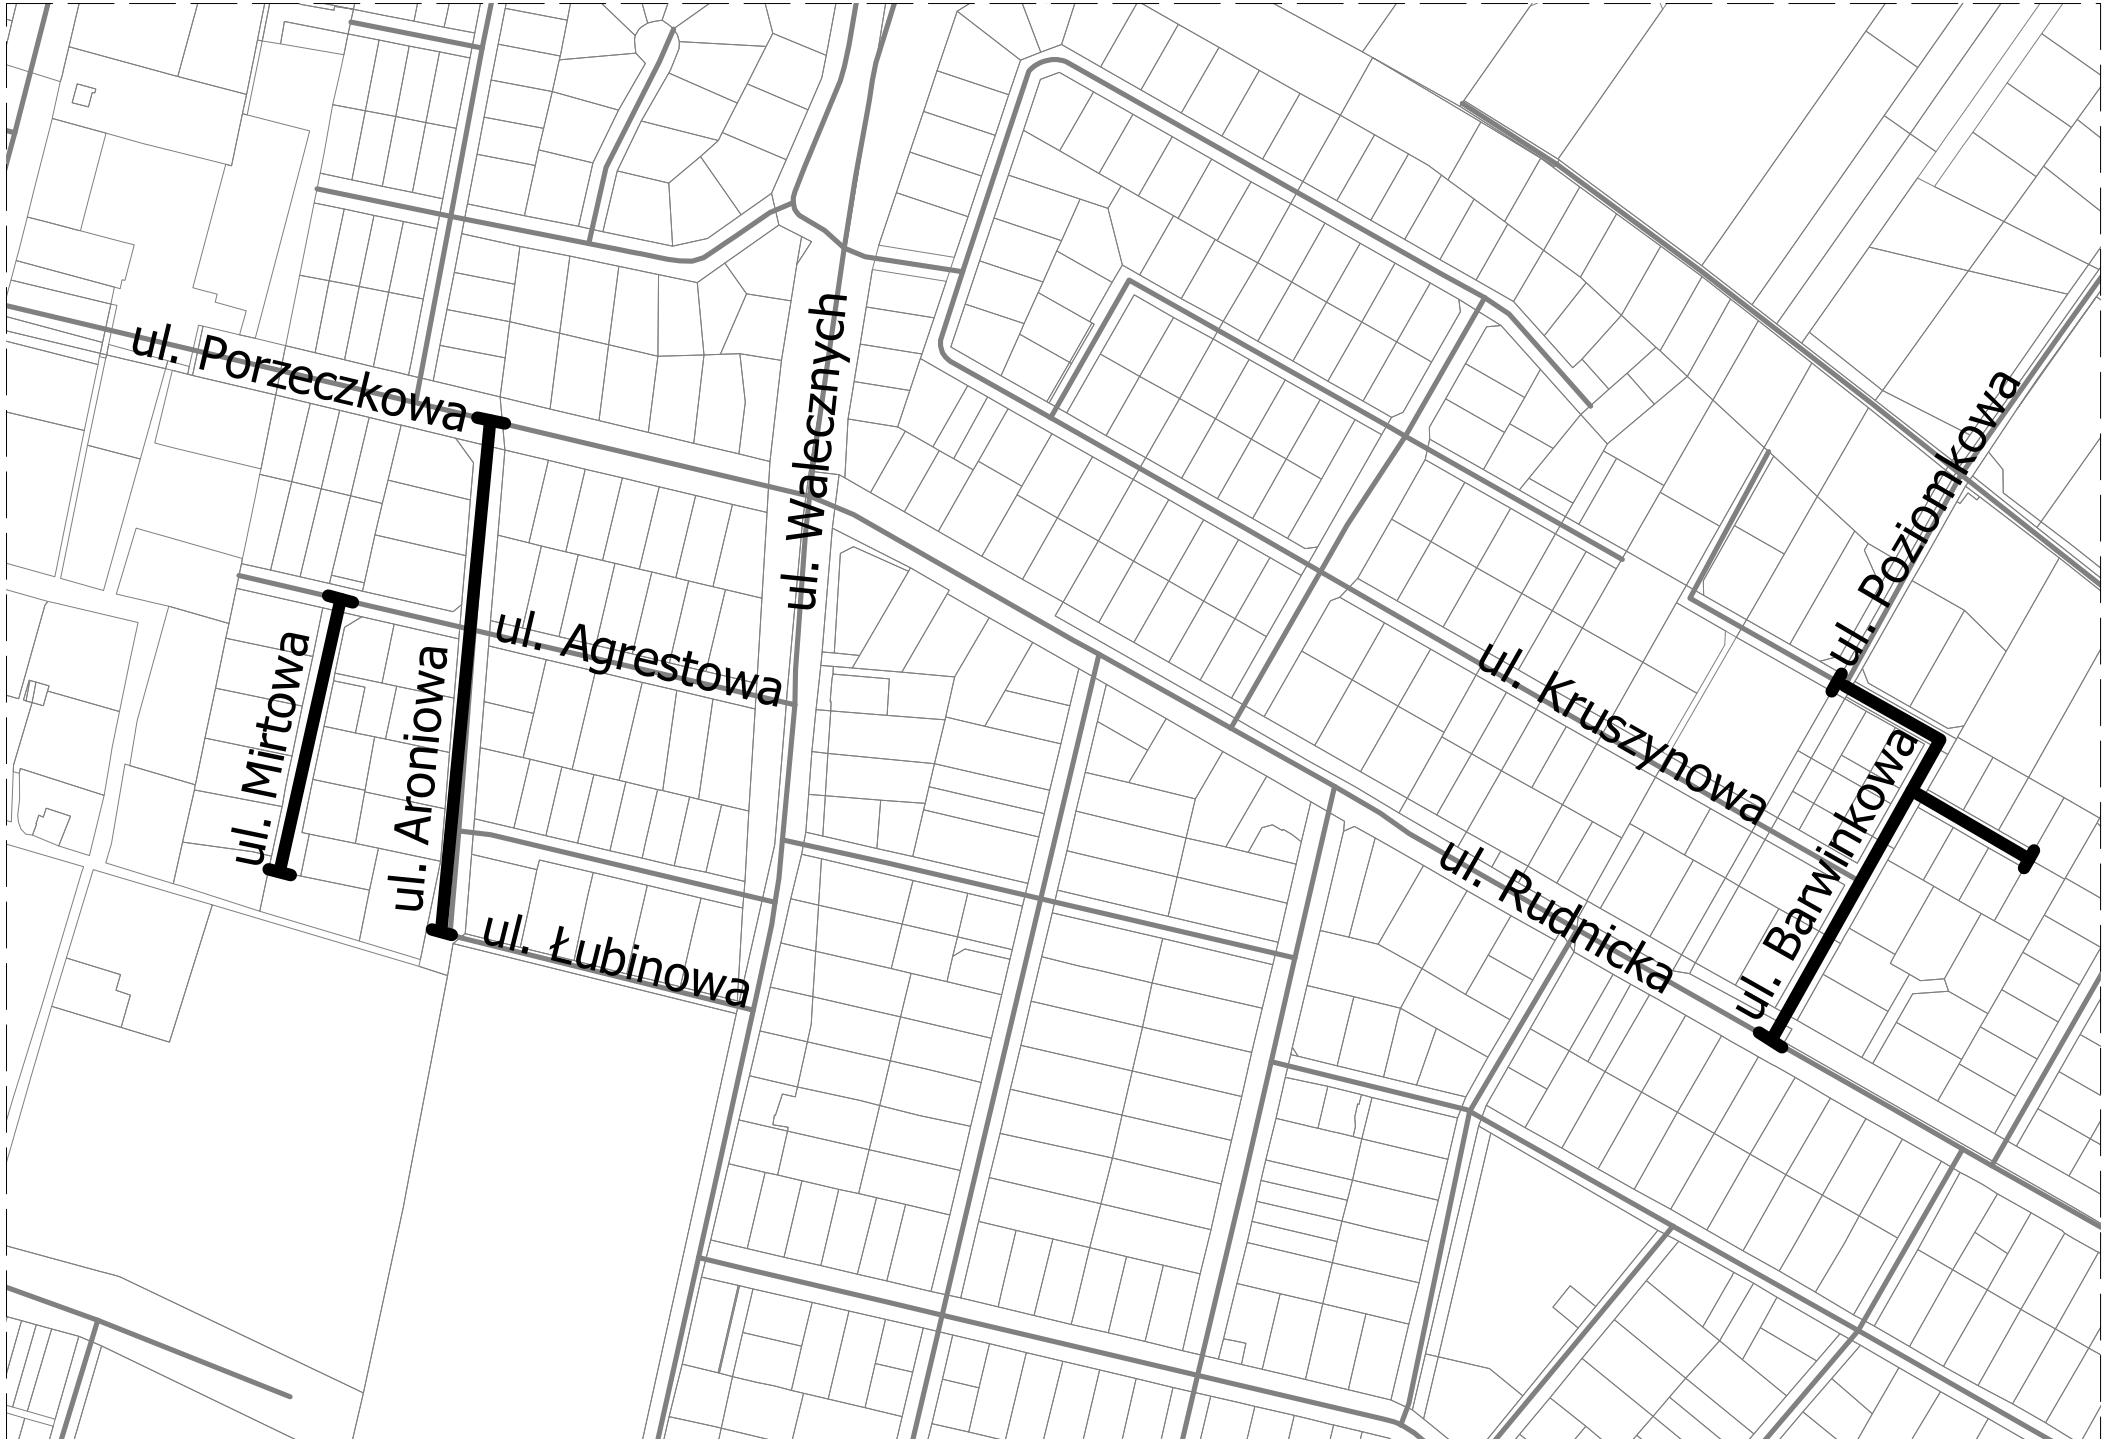 ul. Porzeczkowa
ul. Walecznych
ul. Poziomkowa
ul. Agrestowa
ul. Mirtowa
ul. Aroniowa
ul. Kruszynowa
ul. Barwinkowa
ul. Rudnicka
ul. Łubinowa